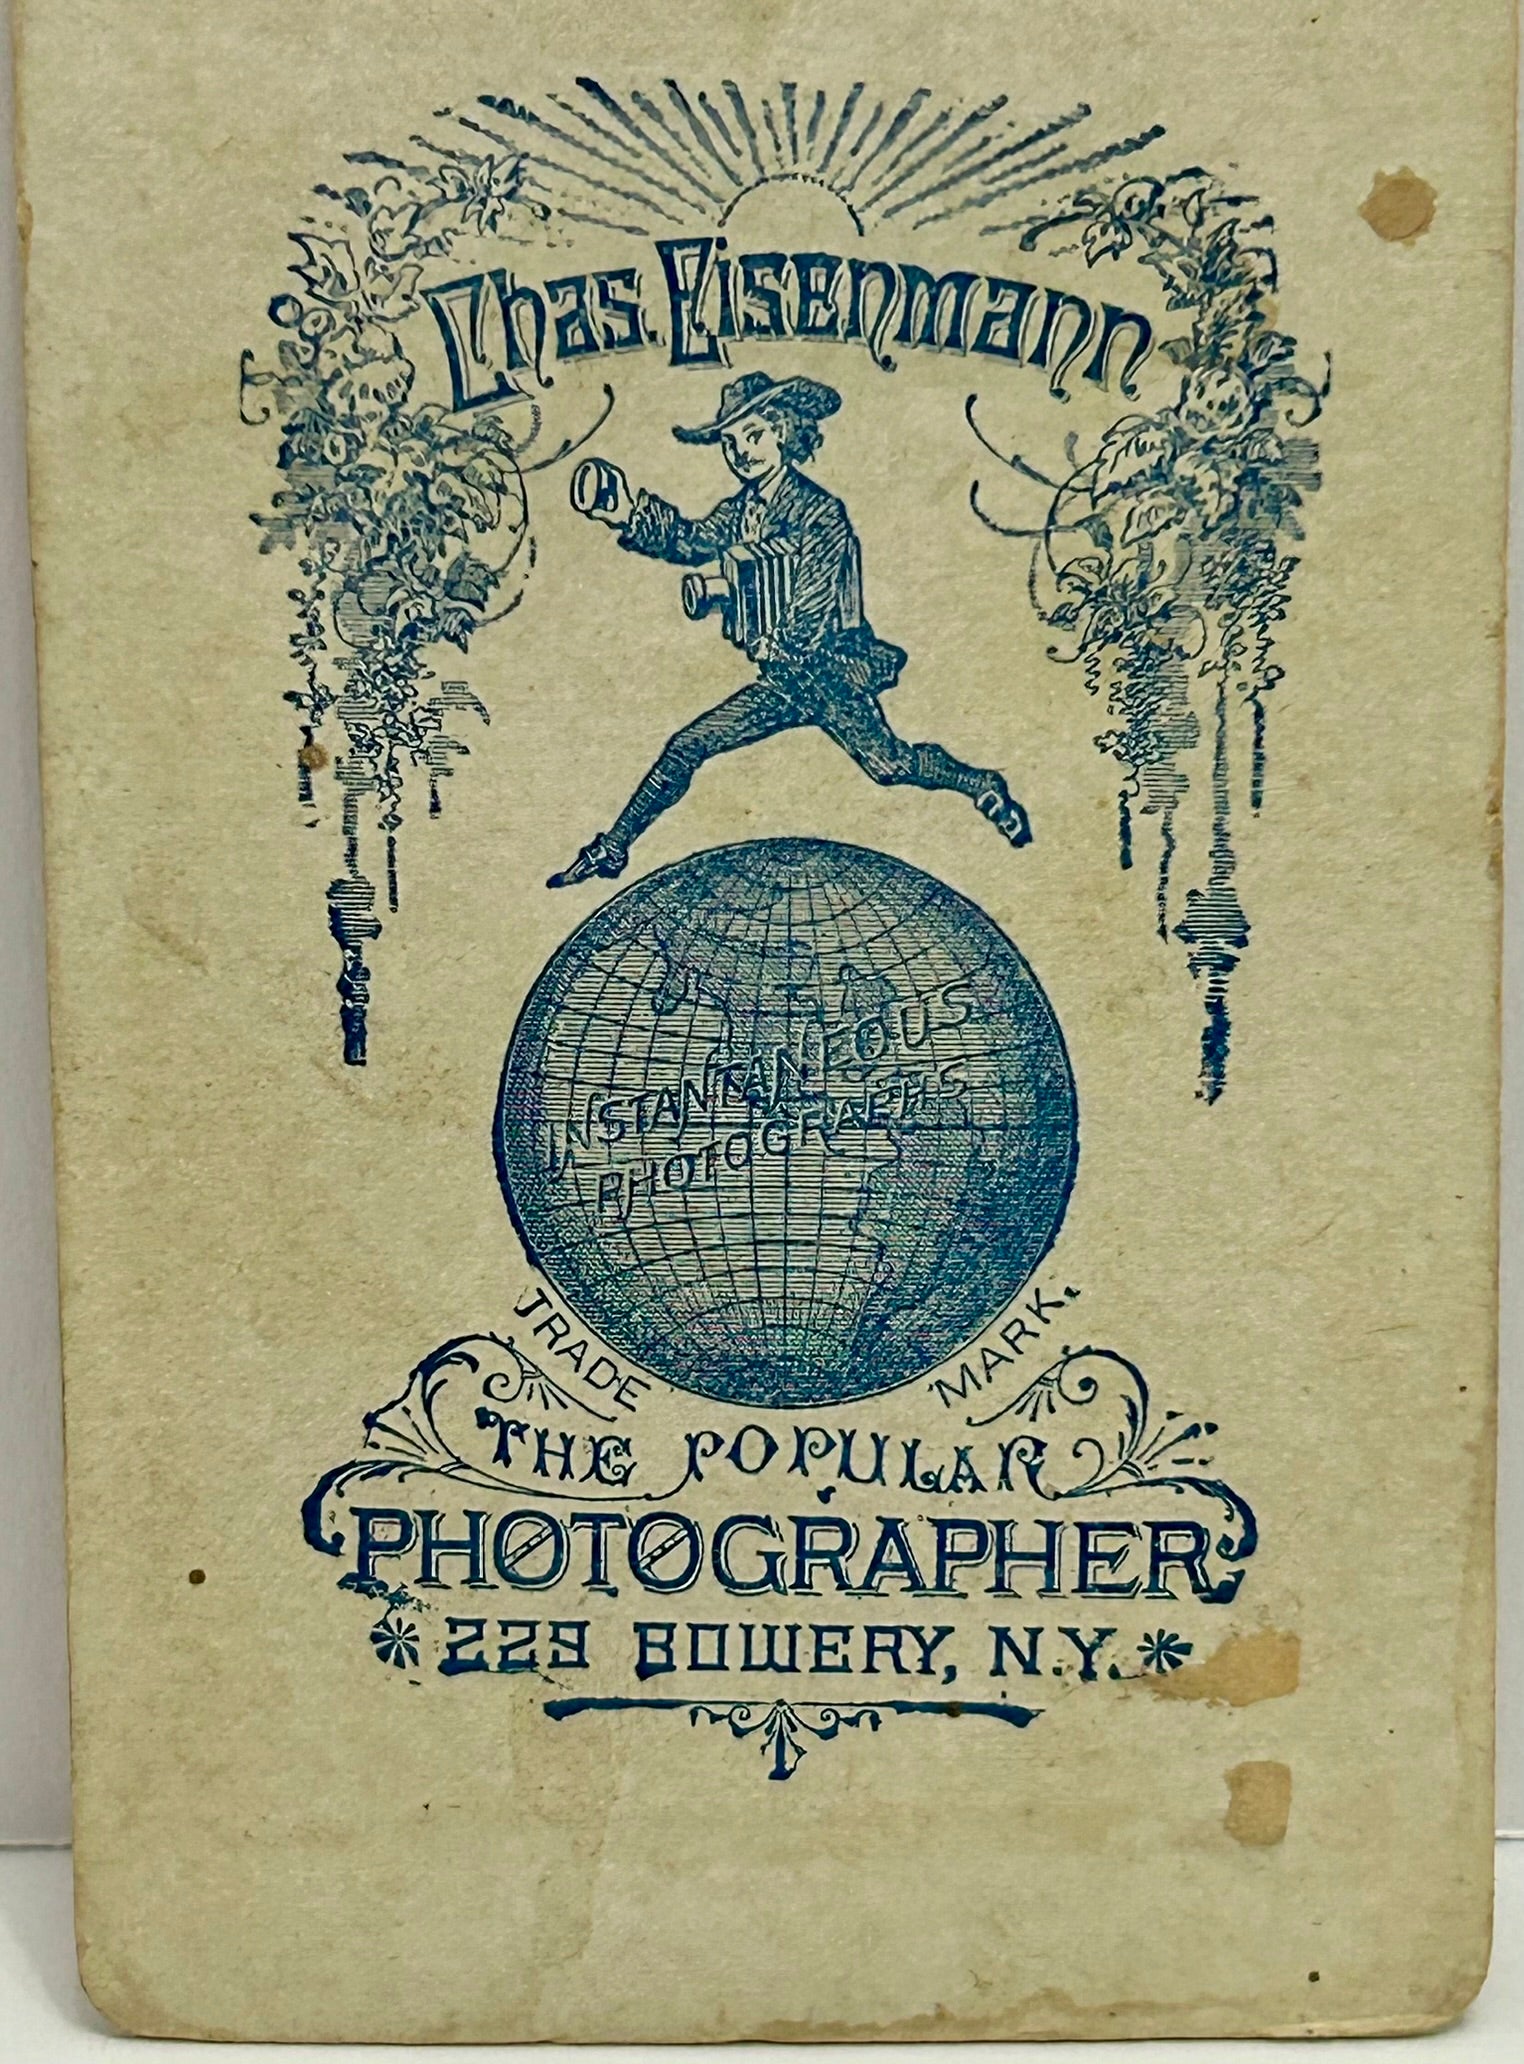 Chas. Eisenmann
INSTANTANEOUS
PHOTOGRAPHS
TRADE MARK.
THE POPULAR
PHOTOGRAPHER
229 BOWERY, N.Y.